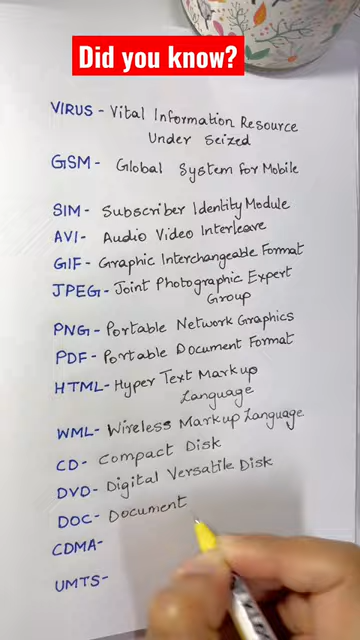 Did you know?
VIRUS - Vital Information Resource
Under Seized
GSM - Global System for Mobile
SIM - Subscriber Identity Module
AVI - Audio Video Interleave
GIF - Graphic Interchangeable Format
JPEG - Joint Photographic Expert
Group
PNG - Portable Network Graphics
PDF - Portable Document Format
HTML - Hyper Text Markup
Language
WML - Wireless Markup Language
CD - Compact Disk
DVD - Digital Versatile Disk
DOC - Document
CDMA -
UMTS -